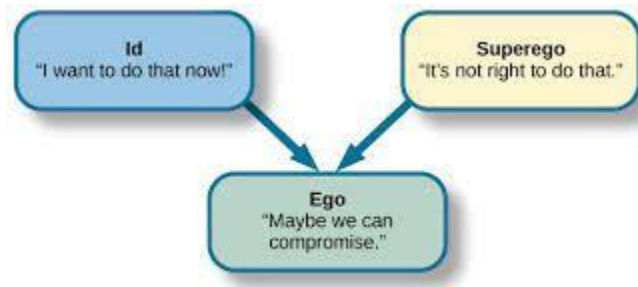 Id
“I want to do that now!”
Superego
“It’s not right to do that.”
Ego
“Maybe we can
compromise.”